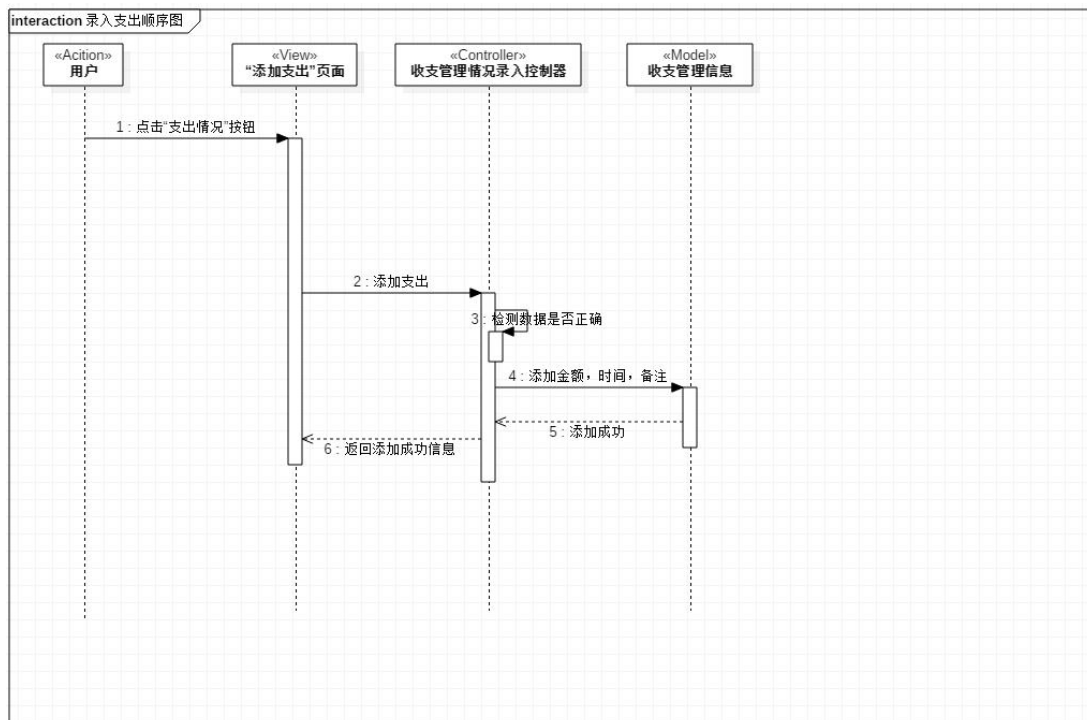 interaction 录入支出顺序图
«Acition»
用户
«View»
“添加支出”页面
«Controller»
收支管理情况录入控制器
«Model»
收支管理信息
1 : 点击“支出情况”按钮
2 : 添加支出
3 : 检测数据是否正确
4 : 添加金额，时间，备注
5 : 添加成功
6 : 返回添加成功信息